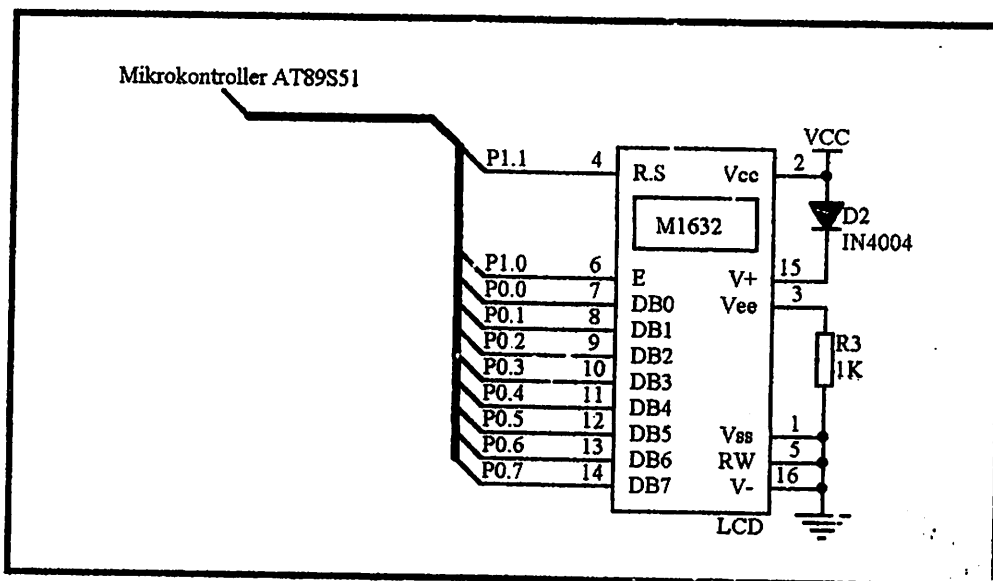 Mikrokontroller AT89S51
VCC
P1.1 4 R.S Vcc 2
M1632
D2
IN4004
P1.0 6 E V+ 15
P0.0 7 DB0 Vee 3
P0.1 8 DB1
P0.2 9 DB2 R3
P0.3 10 DB3 1K
P0.4 11 DB4
P0.5 12 DB5 Vss 1
P0.6 13 DB6 RW 5
P0.7 14 DB7 V- 16
LCD